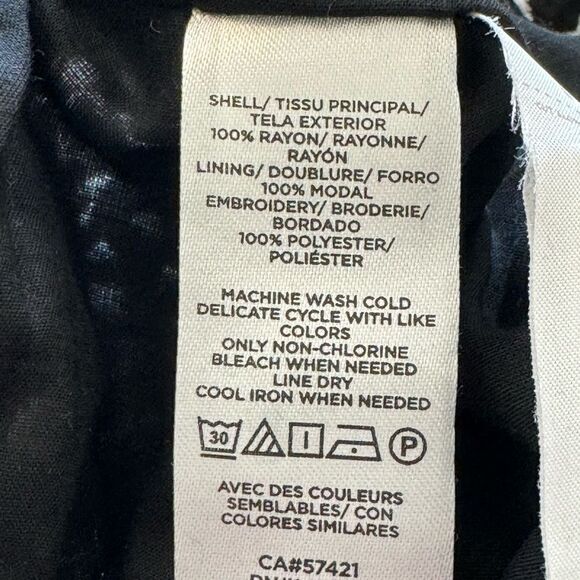 SHELL/ TISSU PRINCIPAL/
TELA EXTERIOR
100% RAYON/ RAYONNE/
RAYÓN
LINING/ DOUBLURE/ FORRO
100% MODAL
EMBROIDERY/ BRODERIE/
BORDADO
100% POLYESTER/
POLIÉSTER
MACHINE WASH COLD
DELICATE CYCLE WITH LIKE
COLORS
ONLY NON-CHLORINE
BLEACH WHEN NEEDED
LINE DRY
COOL IRON WHEN NEEDED
30 P
AVEC DES COULEURS
SEMBLABLES/ CON
COLORES SIMILARES
CA#57421